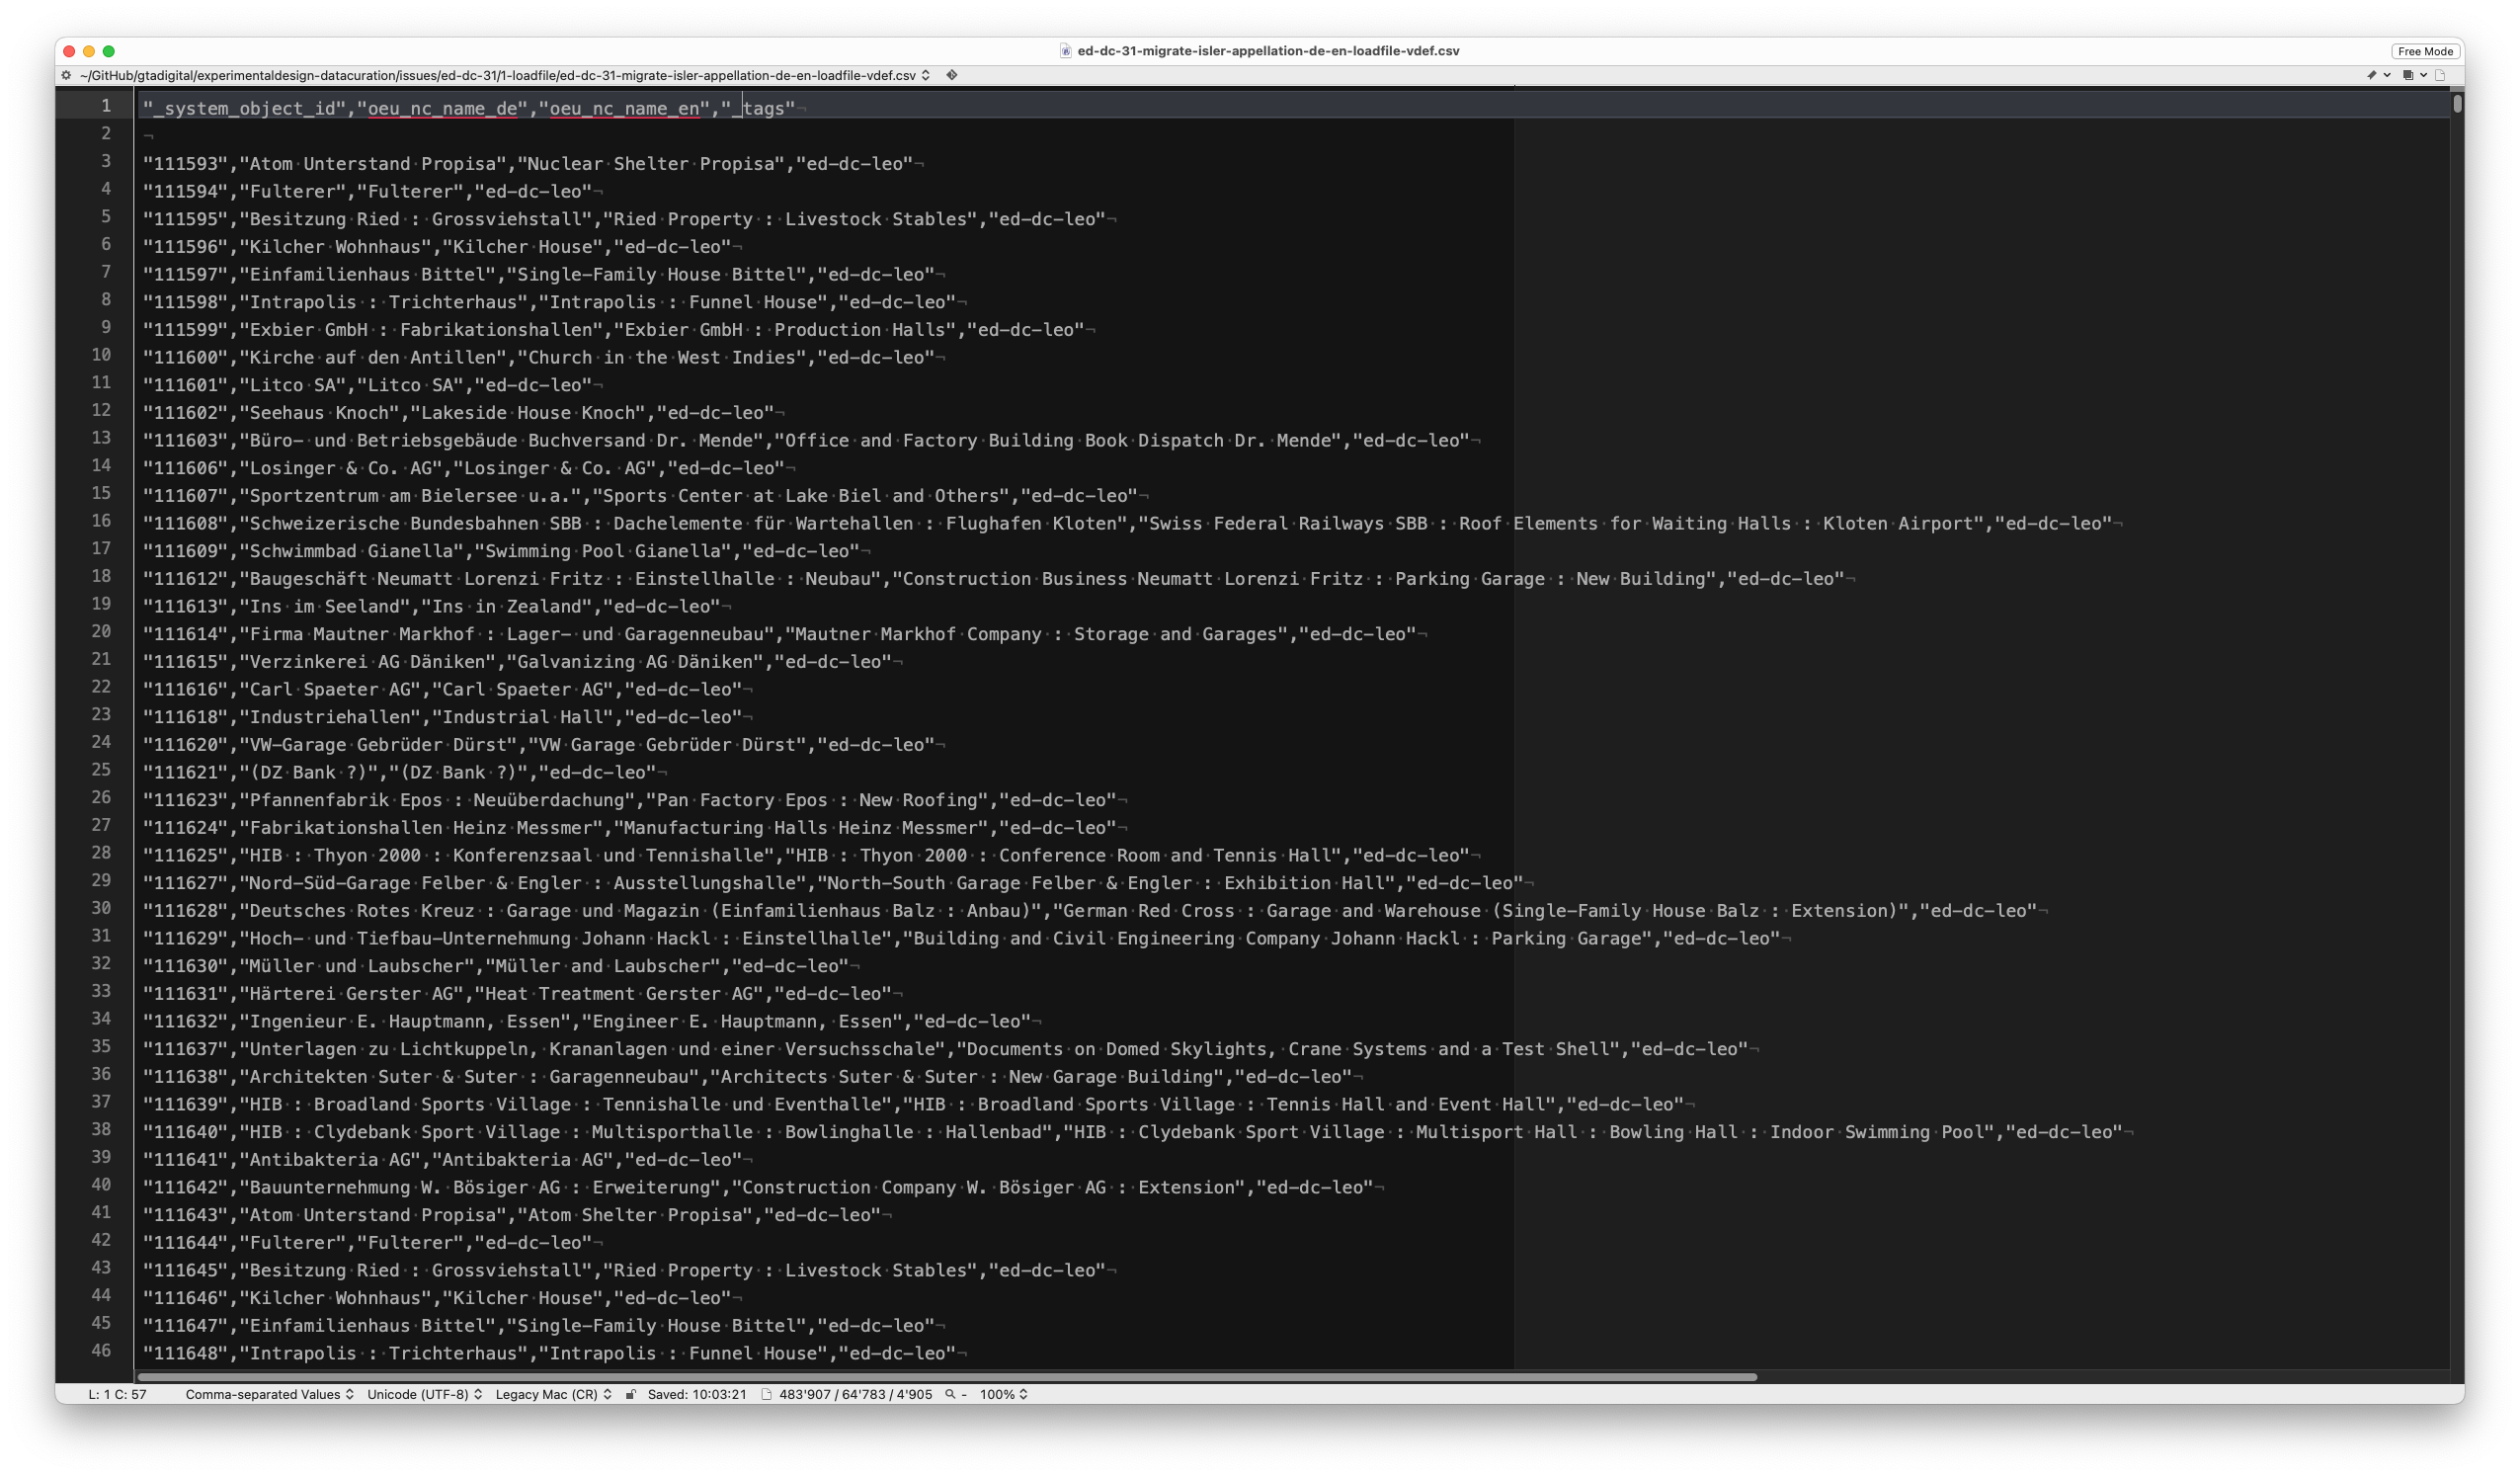 ed-dc-31-migrate-isler-appellation-de-en-loadfile-vdef.csv
Free Mode
~/GitHub/gtadigital/experimentaldesign-datacuration/issues/ed-dc-31/1-loadfile/ed-dc-31-migrate-isler-appellation-de-en-loadfile-vdef.csv
1 "_system_object_id","oeu_nc_name_de","oeu_nc_name_en","_tags"¬
2 ¬
3 "111593","Atom Unterstand Propisa","Nuclear Shelter Propisa","ed-dc-leo"¬
4 "111594","Fulterer","Fulterer","ed-dc-leo"¬
5 "111595","Besitzung Ried : Grossviehstall","Ried Property : Livestock Stables","ed-dc-leo"¬
6 "111596","Kilcher Wohnhaus","Kilcher House","ed-dc-leo"¬
7 "111597","Einfamilienhaus Bittel","Single-Family House Bittel","ed-dc-leo"¬
8 "111598","Intrapolis : Trichterhaus","Intrapolis : Funnel House","ed-dc-leo"¬
9 "111599","Exbier GmbH : Fabrikationshallen","Exbier GmbH : Production Halls","ed-dc-leo"¬
10 "111600","Kirche auf den Antillen","Church in the West Indies","ed-dc-leo"¬
11 "111601","Litco SA","Litco SA","ed-dc-leo"¬
12 "111602","Seehaus Knoch","Lakeside House Knoch","ed-dc-leo"¬
13 "111603","Büro- und Betriebsgebäude Buchversand Dr. Mende","Office and Factory Building Book Dispatch Dr. Mende","ed-dc-leo"¬
14 "111606","Losinger & Co. AG","Losinger & Co. AG","ed-dc-leo"¬
15 "111607","Sportzentrum am Bielersee u.a.","Sports Center at Lake Biel and Others","ed-dc-leo"¬
16 "111608","Schweizerische Bundesbahnen SBB : Dachelemente für Wartehallen : Flughafen Kloten","Swiss Federal Railways SBB : Roof Elements for Waiting Halls : Kloten Airport","ed-dc-leo"¬
17 "111609","Schwimmbad Gianella","Swimming Pool Gianella","ed-dc-leo"¬
18 "111612","Baugeschäft Neumatt Lorenzi Fritz : Einstellhalle : Neubau","Construction Business Neumatt Lorenzi Fritz : Parking Garage : New Building","ed-dc-leo"¬
19 "111613","Ins im Seeland","Ins in Zealand","ed-dc-leo"¬
20 "111614","Firma Mautner Markhof : Lager- und Garagenneubau","Mautner Markhof Company : Storage and Garages","ed-dc-leo"¬
21 "111615","Verzinkerei AG Däniken","Galvanizing AG Däniken","ed-dc-leo"¬
22 "111616","Carl Spaeter AG","Carl Spaeter AG","ed-dc-leo"¬
23 "111618","Industriehallen","Industrial Hall","ed-dc-leo"¬
24 "111620","VW-Garage Gebrüder Dürst","VW Garage Gebrüder Dürst","ed-dc-leo"¬
25 "111621","(DZ Bank ?)","(DZ Bank ?)","ed-dc-leo"¬
26 "111623","Pfannenfabrik Epos : Neuüberdachung","Pan Factory Epos : New Roofing","ed-dc-leo"¬
27 "111624","Fabrikationshallen Heinz Messmer","Manufacturing Halls Heinz Messmer","ed-dc-leo"¬
28 "111625","HIB : Thyon 2000 : Konferenzsaal und Tennishalle","HIB : Thyon 2000 : Conference Room and Tennis Hall","ed-dc-leo"¬
29 "111627","Nord-Süd-Garage Felber & Engler : Ausstellungshalle","North-South Garage Felber & Engler : Exhibition Hall","ed-dc-leo"¬
30 "111628","Deutsches Rotes Kreuz : Garage und Magazin (Einfamilienhaus Balz : Anbau)","German Red Cross : Garage and Warehouse (Single-Family House Balz : Extension)","ed-dc-leo"¬
31 "111629","Hoch- und Tiefbau-Unternehmung Johann Hackl : Einstellhalle","Building and Civil Engineering Company Johann Hackl : Parking Garage","ed-dc-leo"¬
32 "111630","Müller und Laubscher","Müller and Laubscher","ed-dc-leo"¬
33 "111631","Härterei Gerster AG","Heat Treatment Gerster AG","ed-dc-leo"¬
34 "111632","Ingenieur E. Hauptmann, Essen","Engineer E. Hauptmann, Essen","ed-dc-leo"¬
35 "111637","Unterlagen zu Lichtkuppeln, Krananlagen und einer Versuchsschale","Documents on Domed Skylights, Crane Systems and a Test Shell","ed-dc-leo"¬
36 "111638","Architekten Suter & Suter : Garagenneubau","Architects Suter & Suter : New Garage Building","ed-dc-leo"¬
37 "111639","HIB : Broadland Sports Village : Tennishalle und Eventhalle","HIB : Broadland Sports Village : Tennis Hall and Event Hall","ed-dc-leo"¬
38 "111640","HIB : Clydebank Sport Village : Multisporthalle : Bowlinghalle : Hallenbad","HIB : Clydebank Sport Village : Multisport Hall : Bowling Hall : Indoor Swimming Pool","ed-dc-leo"¬
39 "111641","Antibakteria AG","Antibakteria AG","ed-dc-leo"¬
40 "111642","Bauunternehmung W. Bösiger AG : Erweiterung","Construction Company W. Bösiger AG : Extension","ed-dc-leo"¬
41 "111643","Atom Unterstand Propisa","Atom Shelter Propisa","ed-dc-leo"¬
42 "111644","Fulterer","Fulterer","ed-dc-leo"¬
43 "111645","Besitzung Ried : Grossviehstall","Ried Property : Livestock Stables","ed-dc-leo"¬
44 "111646","Kilcher Wohnhaus","Kilcher House","ed-dc-leo"¬
45 "111647","Einfamilienhaus Bittel","Single-Family House Bittel","ed-dc-leo"¬
46 "111648","Intrapolis : Trichterhaus","Intrapolis : Funnel House","ed-dc-leo"¬
L: 1 C: 57 Comma-separated Values Unicode (UTF-8) Legacy Mac (CR) Saved: 10:03:21 483'907 / 64'783 / 4'905 - 100%